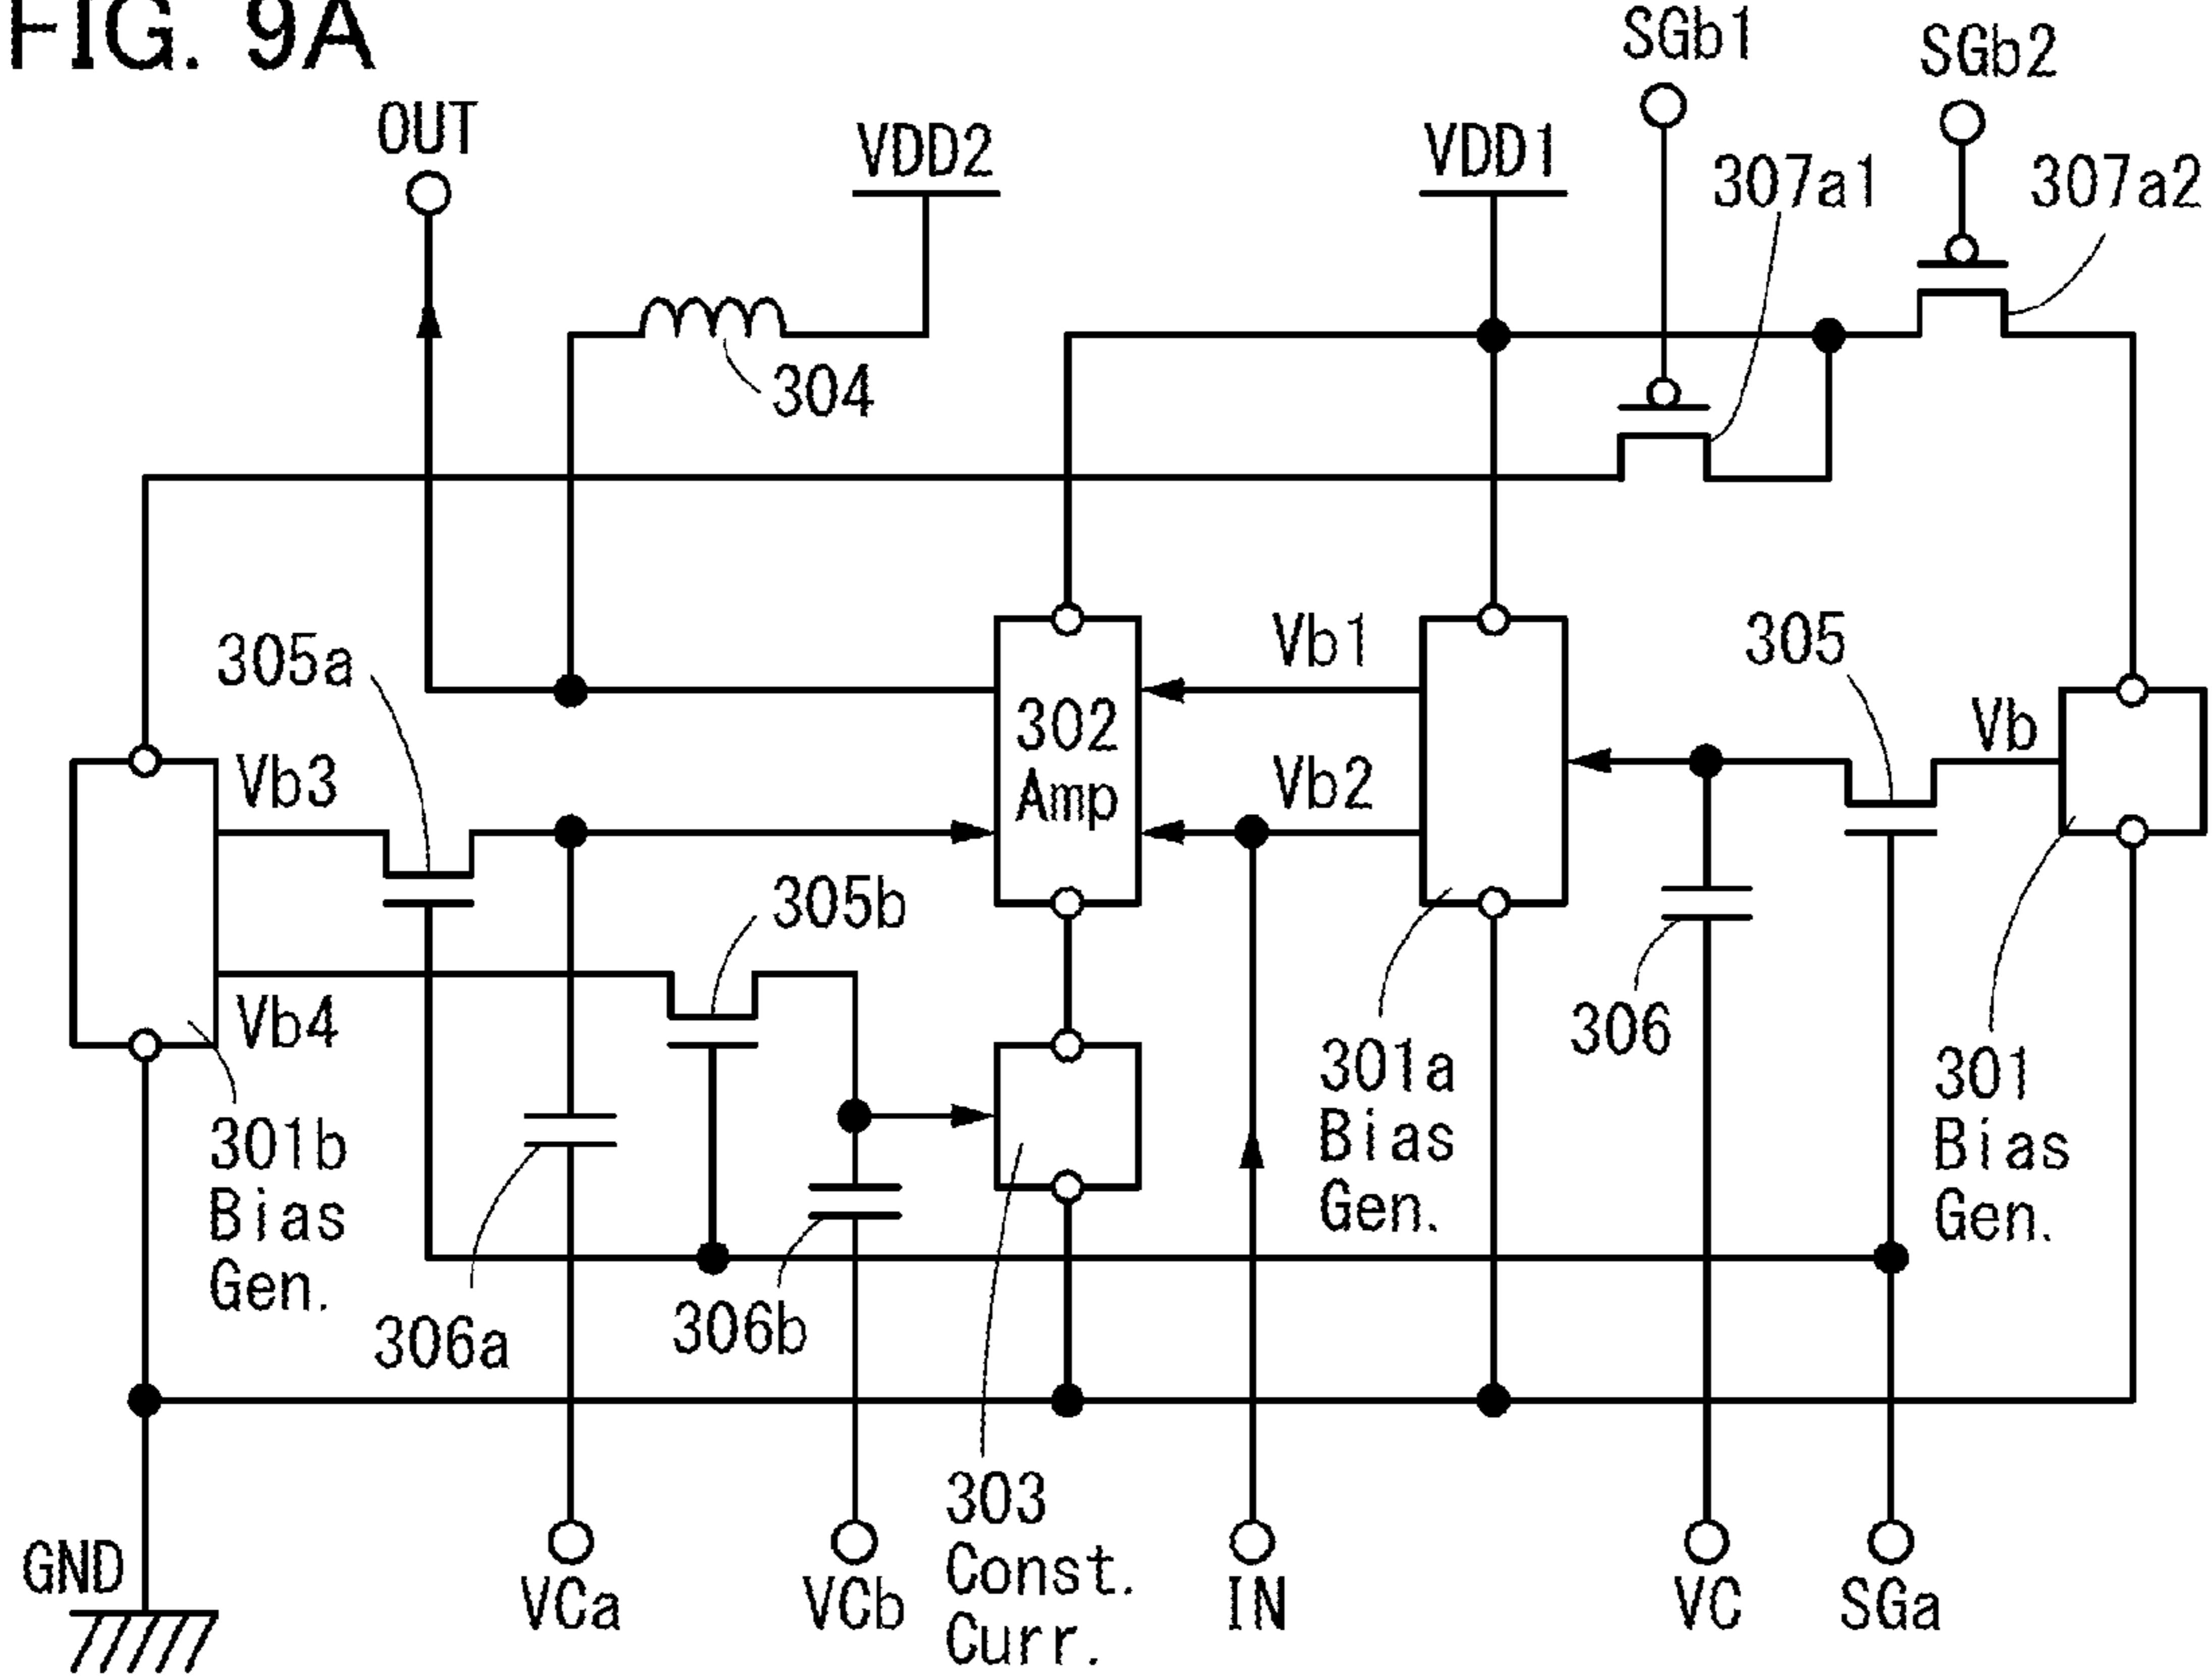 FIG. 9A
SGb1
SGb2
OUT
VDD2
VDD1
307a1
307a2
304
305a
Vb1
305
302
Amp
Vb
Vb3
Vb2
305b
Vb4
306
301a
Bias
Gen.
301
Bias
Gen.
301b
Bias
Gen.
306a
306b
303
Const.
Curr.
GND
VCa
VCb
IN
VC
SGa